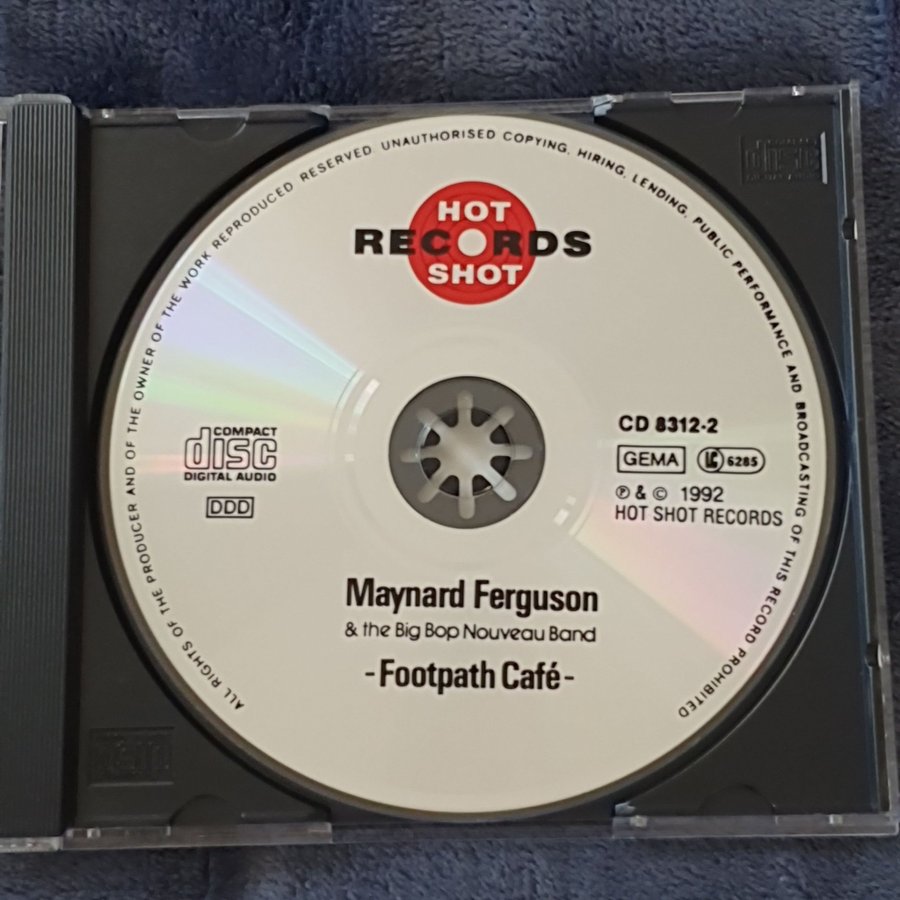 ALL RIGHTS OF THE PRODUCER AND OF THE OWNER OF THE WORK REPRODUCED RESERVED. UNAUTHORISED COPYING, HIRING, LENDING, PUBLIC PERFORMANCE AND BROADCASTING OF THIS RECORD PROHIBITED
HOT
RECORDS
SHOT
COMPACT
disc
DIGITAL AUDIO
DDD
CD 8312-2
GEMA LC 6285
℗ & © 1992
HOT SHOT RECORDS
Maynard Ferguson
& the Big Bop Nouveau Band
-Footpath Café-
COMPACT
disc